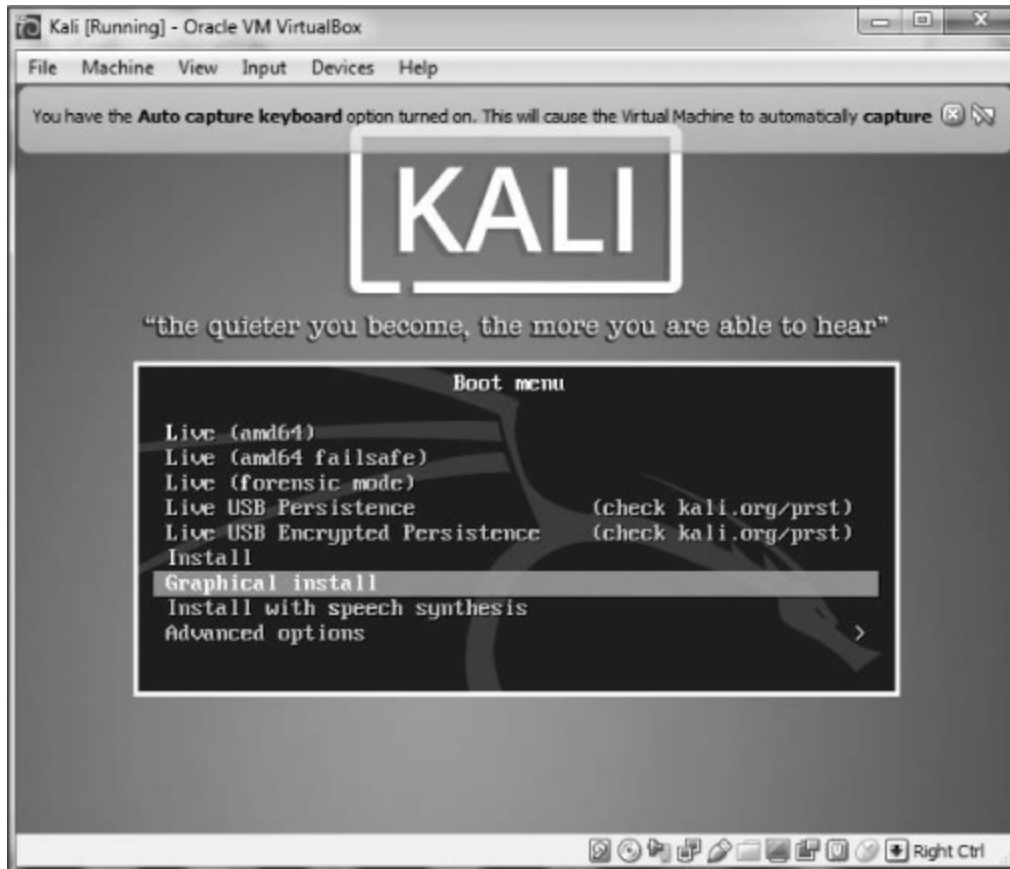 Kali [Running] - Oracle VM VirtualBox
File Machine View Input Devices Help
You have the Auto capture keyboard option turned on. This will cause the Virtual Machine to automatically capture
KALI
“the quieter you become, the more you are able to hear”
Boot menu
Live (amd64)
Live (amd64 failsafe)
Live (forensic mode)
Live USB Persistence (check kali.org/prst)
Live USB Encrypted Persistence (check kali.org/prst)
Install
Graphical install
Install with speech synthesis
Advanced options >
Right Ctrl